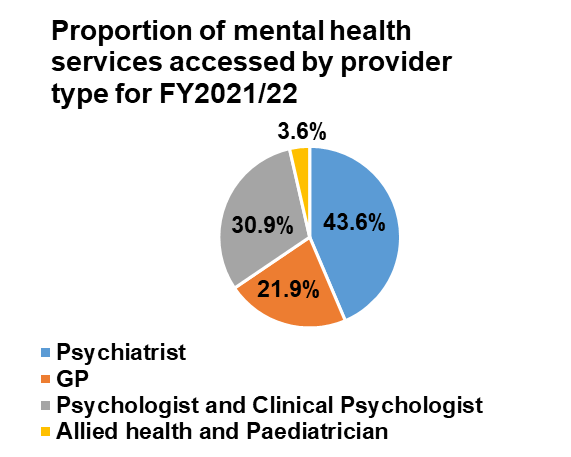 Proportion of mental health
services accessed by provider
type for FY2021/22
3.6%
43.6%
30.9%
21.9%
Psychiatrist
GP
Psychologist and Clinical Psychologist
Allied health and Paediatrician